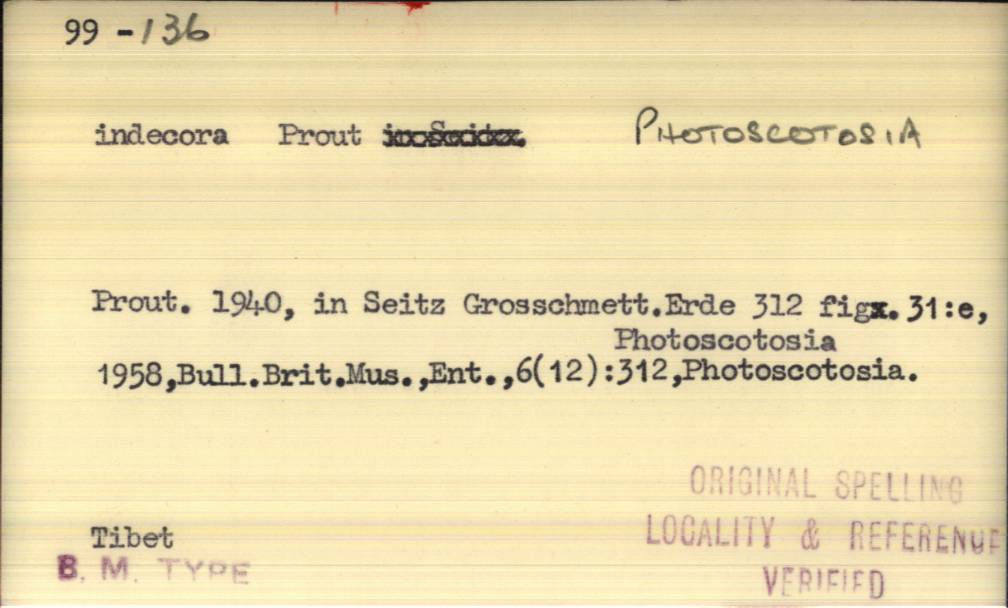 99 -136
indecora Prout PHOTOSCOTOSIA
Prout. 1940, in Seitz Grosschmett.Erde 312 figx. 31:e,
Photoscotosia
1958,Bull.Brit.Mus.,Ent.,6(12):312,Photoscotosia.
ORIGINAL SPELLING
Tibet
LOCALITY & REFERENCE
B. M. TYPE
VERIFIED